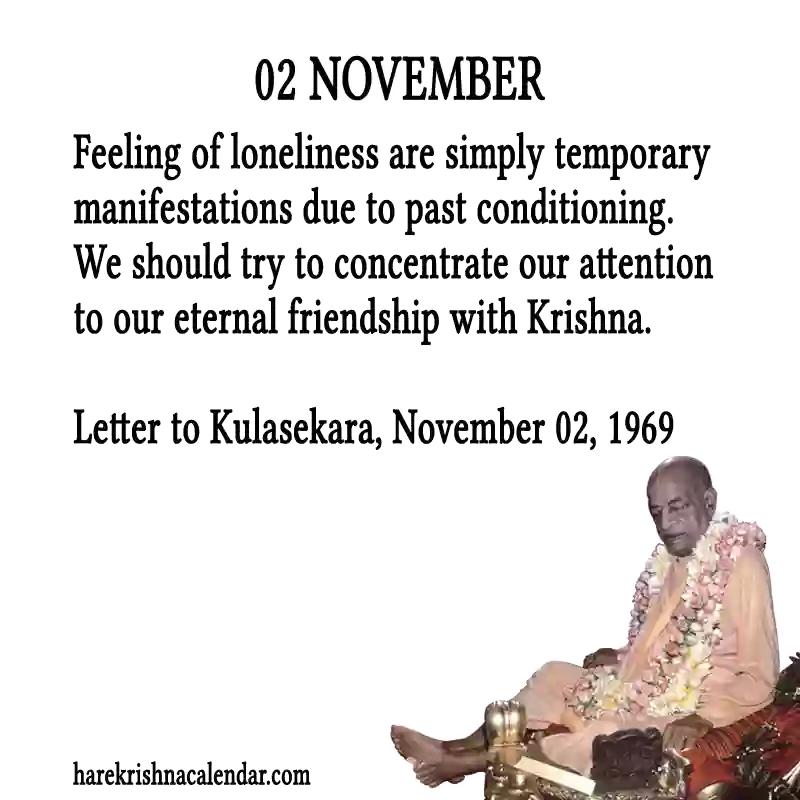 02 NOVEMBER
Feeling of loneliness are simply temporary
manifestations due to past conditioning.
We should try to concentrate our attention
to our eternal friendship with Krishna.
Letter to Kulasekara, November 02, 1969
harekrishnacalendar.com